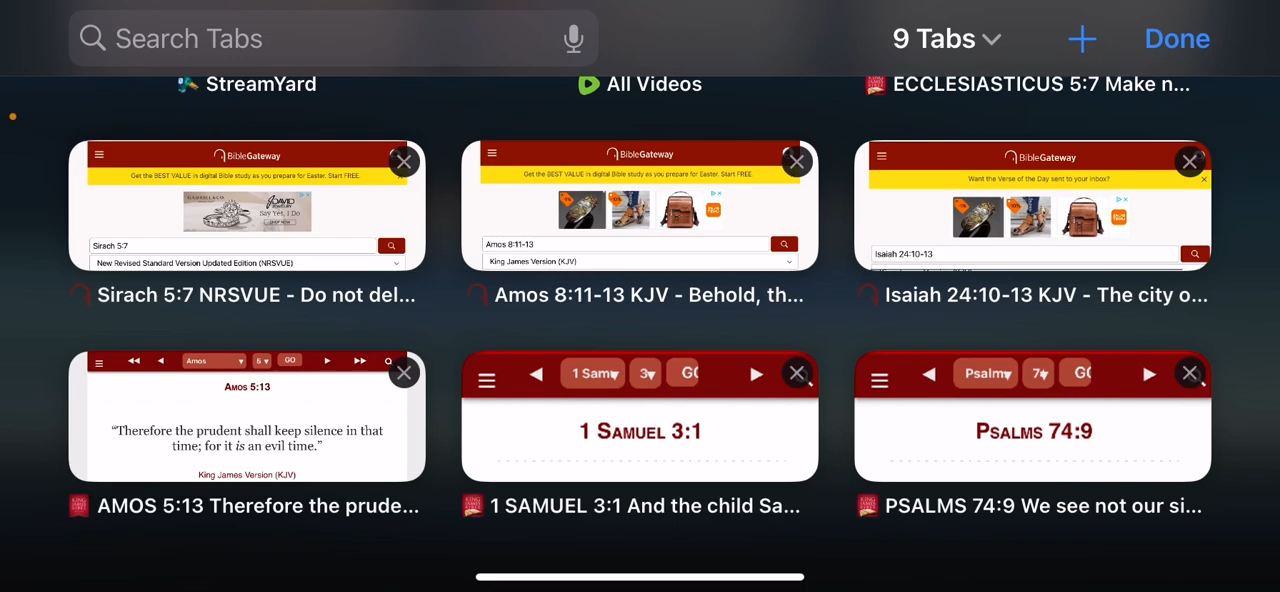 Search Tabs
9 Tabs
Done
StreamYard
All Videos
ECCLESIASTICUS 5:7 Make n...
BibleGateway
Get the BEST VALUE in digital Bible study as you prepare for Easter. Start FREE.
JDAVID
JEWELRY
Say Yes, I Do
Sirach 5:7
New Revised Standard Version Updated Edition (NRSVUE)
Sirach 5:7 NRSVUE - Do not del...
BibleGateway
Get the BEST VALUE in digital Bible study as you prepare for Easter. Start FREE.
Amos 8:11-13
King James Version (KJV)
Amos 8:11-13 KJV - Behold, th...
BibleGateway
Want the Verse of the Day sent to your inbox?
Isaiah 24:10-13
Isaiah 24:10-13 KJV - The city o...
Amos
5
GO
AMOS 5:13
“Therefore the prudent shall keep silence in that
time; for it is an evil time.”
King James Version (KJV)
AMOS 5:13 Therefore the prude...
1 Sam
3
GO
1 SAMUEL 3:1
1 SAMUEL 3:1 And the child Sa...
Psalm
74
GO
PSALMS 74:9
PSALMS 74:9 We see not our si...